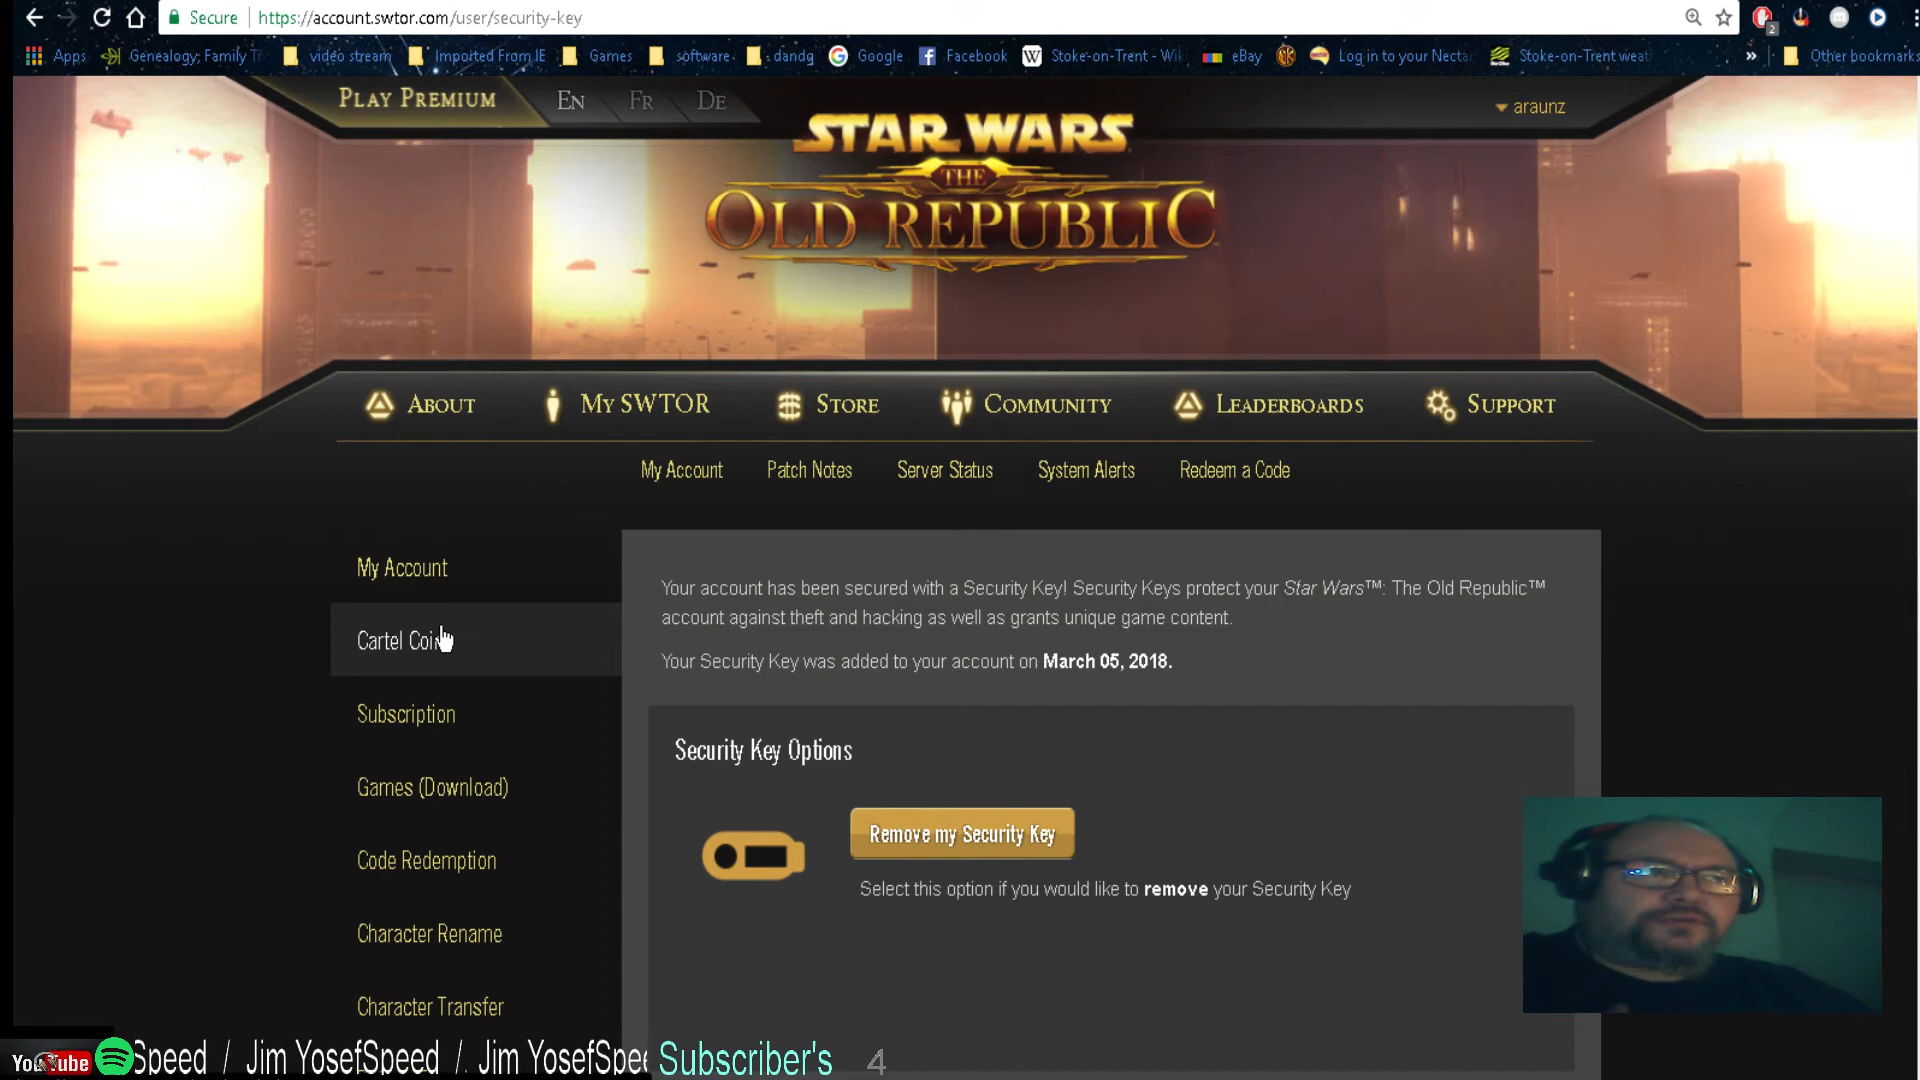 Secure https://account.swtor.com/user/security-key
2
Apps Genealogy; Family T video stream Imported From IE Games software dandg Google Facebook Stoke-on-Trent - Wil eBay Log in to your Necta Stoke-on-Trent weat » Other bookmarks
PLAY PREMIUM EN FR DE
araunz
STAR WARS
THE
OLD REPUBLIC
ABOUT MY SWTOR STORE COMMUNITY LEADERBOARDS SUPPORT
My Account Patch Notes Server Status System Alerts Redeem a Code
My Account
Cartel Coi
Subscription
Games (Download)
Code Redemption
Character Rename
Character Transfer
Your account has been secured with a Security Key! Security Keys protect your Star Wars™: The Old Republic™
account against theft and hacking as well as grants unique game content.
Your Security Key was added to your account on March 05, 2018.
Security Key Options
Remove my Security Key
Select this option if you would like to remove your Security Key
YouTube Speed / Jim YosefSpeed / Jim YosefSpe Subscriber's 4